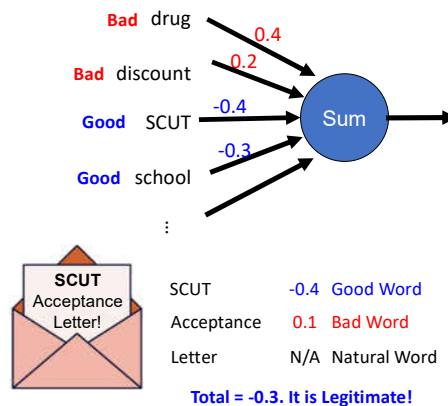 Bad drug 0.4
Bad discount 0.2
Good SCUT -0.4
Good school -0.3
...
Sum
SCUT
Acceptance
Letter!
SCUT -0.4 Good Word
Acceptance 0.1 Bad Word
Letter N/A Natural Word
Total = -0.3. It is Legitimate!